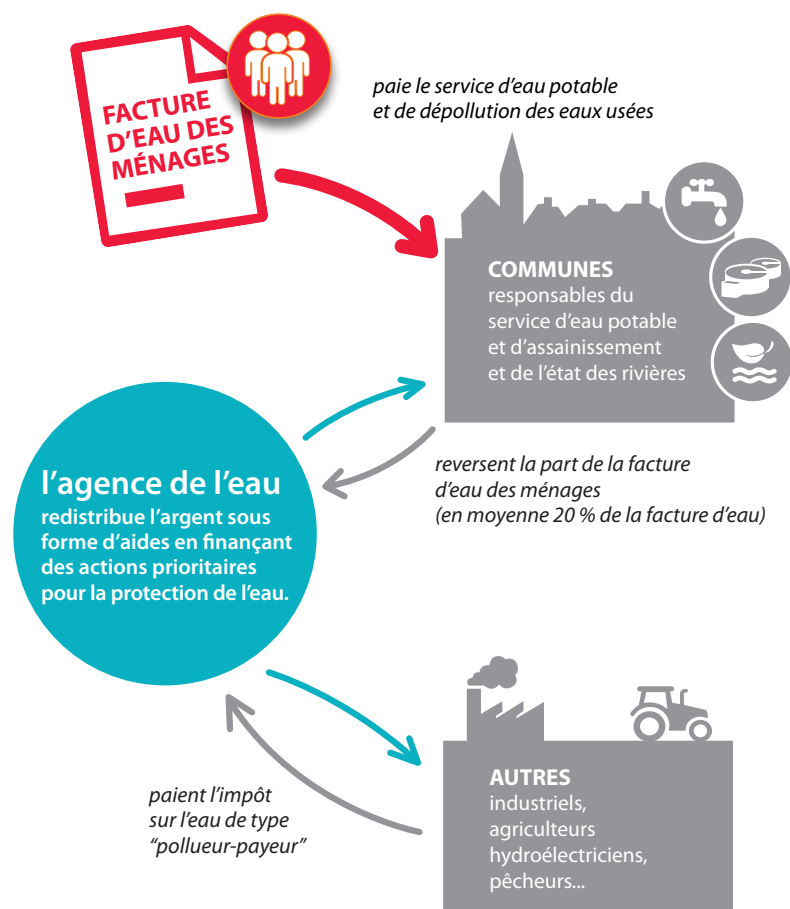 FACTURE
D’EAU DES
MÉNAGES
paie le service d’eau potable
et de dépollution des eaux usées
COMMUNES
responsables du
service d’eau potable
et d’assainissement
et de l’état des rivières
reversent la part de la facture
d’eau des ménages
(en moyenne 20 % de la facture d’eau)
l’agence de l’eau
redistribue l’argent sous
forme d’aides en finançant
des actions prioritaires
pour la protection de l’eau.
paient l’impôt
sur l’eau de type
“pollueur-payeur”
AUTRES
industriels,
agriculteurs
hydroélectriciens,
pêcheurs...